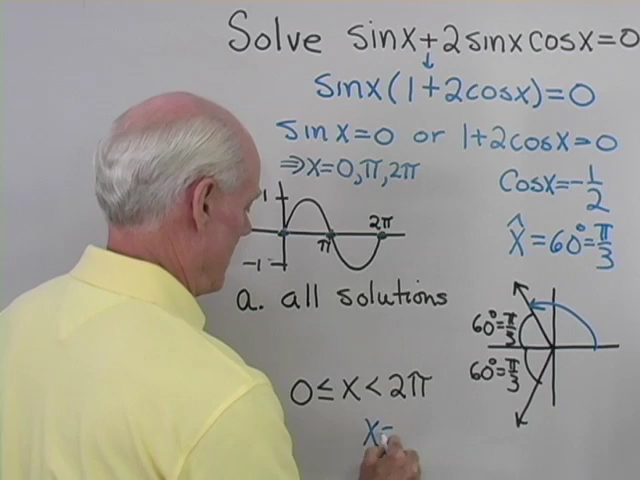 Solve sinx+2sinxcosx=0
↓
sinx(1+2cosx)=0
sinx=0 or 1+2cosx=0
⇒x=0,π,2π
cosx=-1/2
x̂=60°=π/3
1
π
2π
-1
a. all solutions
60°=π/3
60°=π/3
0≤x<2π
x=